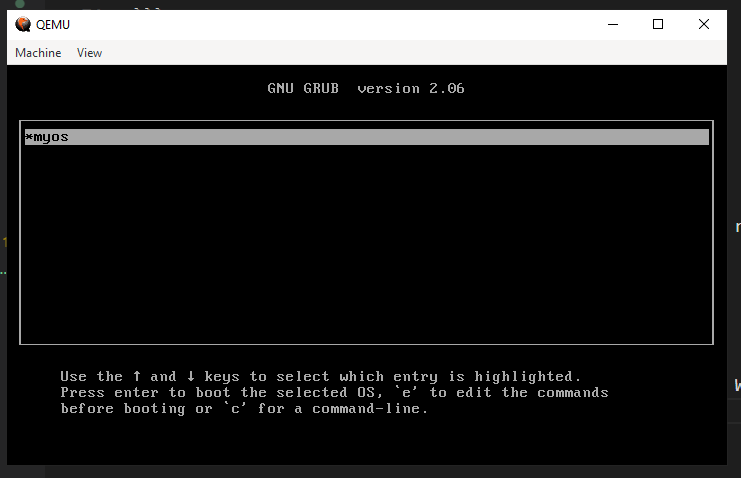 QEMU
Machine View
GNU GRUB version 2.06
*myos
Use the ↑ and ↓ keys to select which entry is highlighted.
Press enter to boot the selected OS, `e' to edit the commands
before booting or `c' for a command-line.